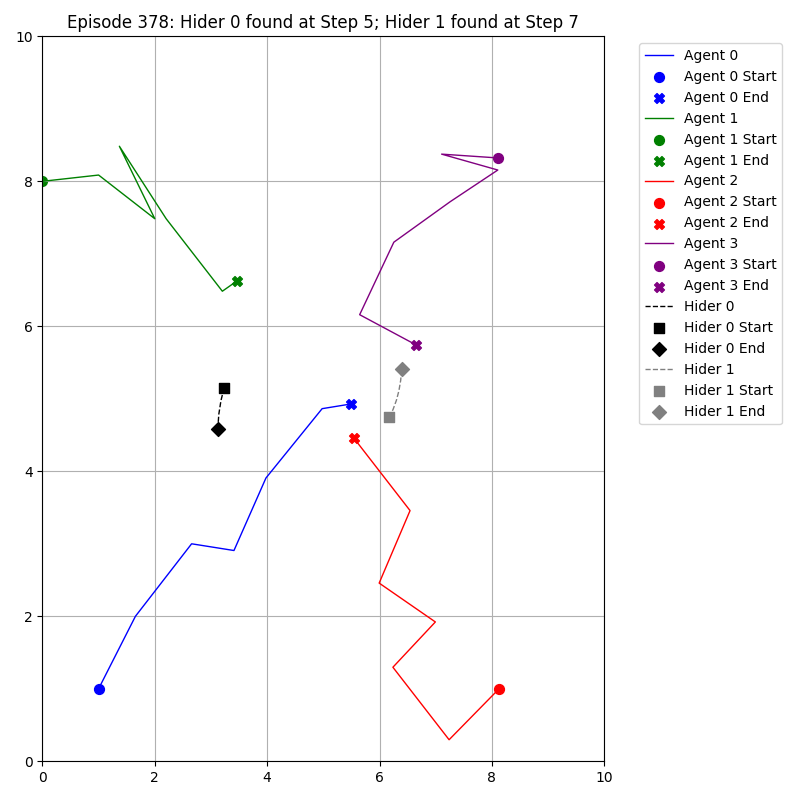 Episode 378: Hider 0 found at Step 5; Hider 1 found at Step 7
10
8
6
4
2
0
0 2 4 6 8 10
Agent 0
Agent 0 Start
Agent 0 End
Agent 1
Agent 1 Start
Agent 1 End
Agent 2
Agent 2 Start
Agent 2 End
Agent 3
Agent 3 Start
Agent 3 End
Hider 0
Hider 0 Start
Hider 0 End
Hider 1
Hider 1 Start
Hider 1 End